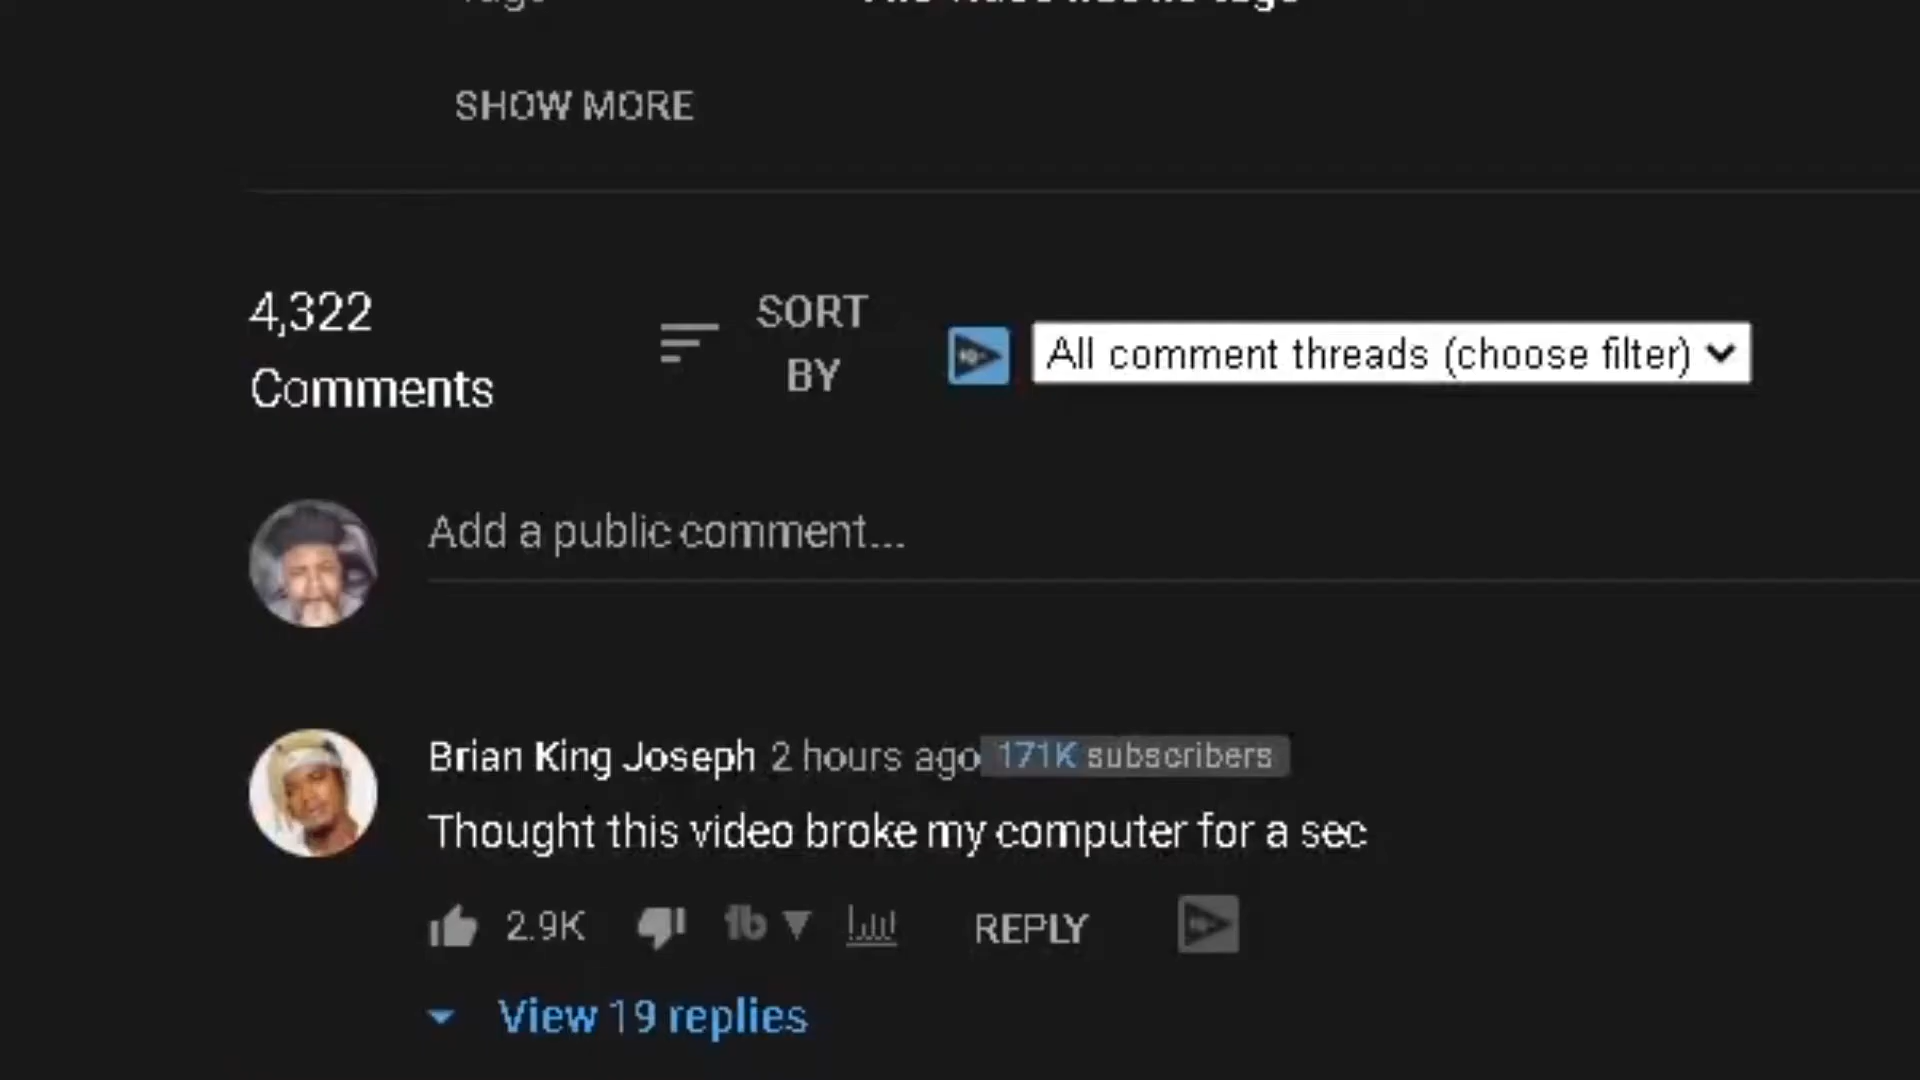 SHOW MORE
4,322
Comments
SORT
BY
All comment threads (choose filter)
Add a public comment...
Brian King Joseph 2 hours ago 171K subscribers
Thought this video broke my computer for a sec
2.9K
REPLY
View 19 replies